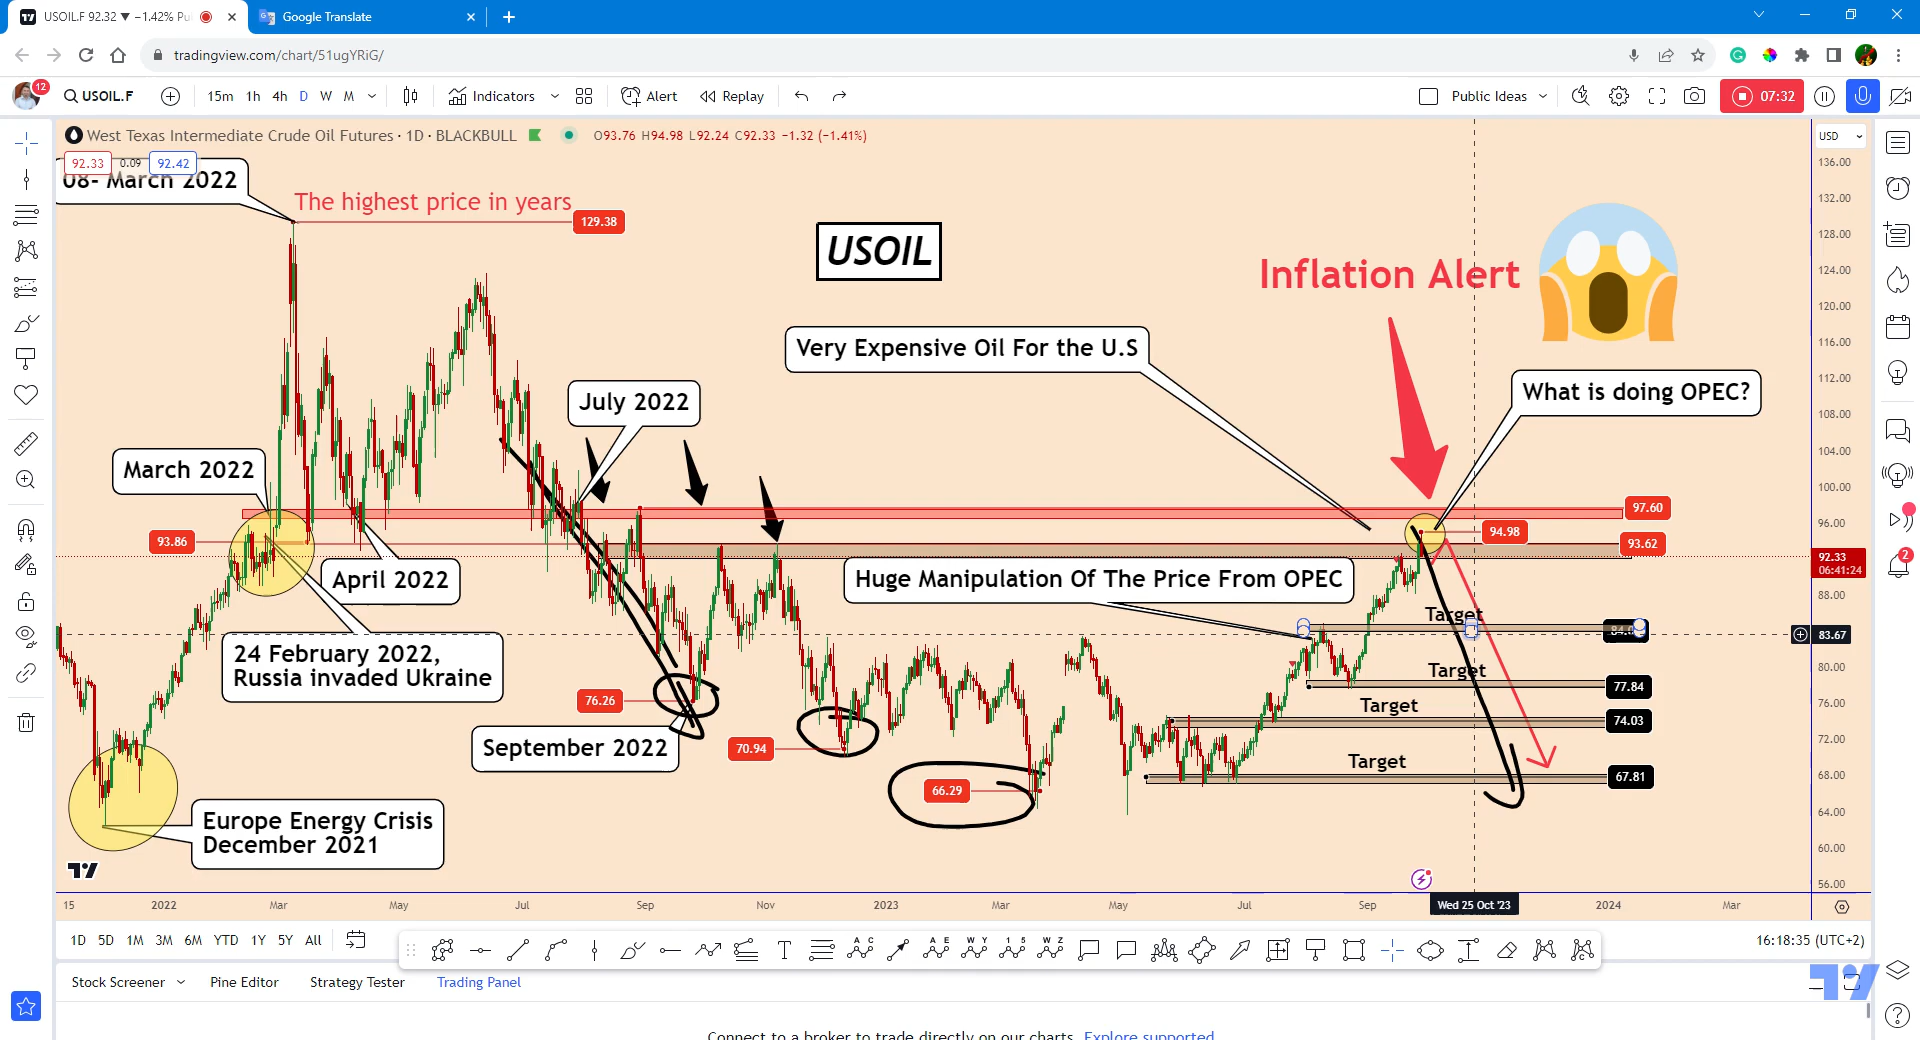 USOIL.F 92.32 ▼ −1.42%
Google Translate
tradingview.com/chart/51ugYRiG/
12
USOIL.F
15m 1h 4h D W M
Indicators
Alert
Replay
Public Ideas
07:32
West Texas Intermediate Crude Oil Futures · 1D · BLACKBULL
O93.76 H94.98 L92.24 C92.33 −1.32 (−1.41%)
USD
92.33 0.09 92.42
08- March 2022
The highest price in years
129.38
USOIL
Inflation Alert
Very Expensive Oil For the U.S
What is doing OPEC?
July 2022
March 2022
93.86
April 2022
24 February 2022,
Russia invaded Ukraine
Huge Manipulation Of The Price From OPEC
97.60
94.98
93.62
Target
Target
77.84
Target
74.03
Target
67.81
76.26
September 2022
70.94
66.29
Europe Energy Crisis
December 2021
136.00
132.00
128.00
124.00
120.00
116.00
112.00
108.00
104.00
100.00
96.00
92.33
06:41:24
88.00
83.67
80.00
76.00
72.00
68.00
64.00
60.00
56.00
2
15 2022 Mar May Jul Sep Nov 2023 Mar May Jul Sep Wed 25 Oct '23 2024 Mar
1D 5D 1M 3M 6M YTD 1Y 5Y All
16:18:35 (UTC+2)
Stock Screener Pine Editor Strategy Tester Trading Panel
Connect to a broker to trade directly on our charts. Explore supported